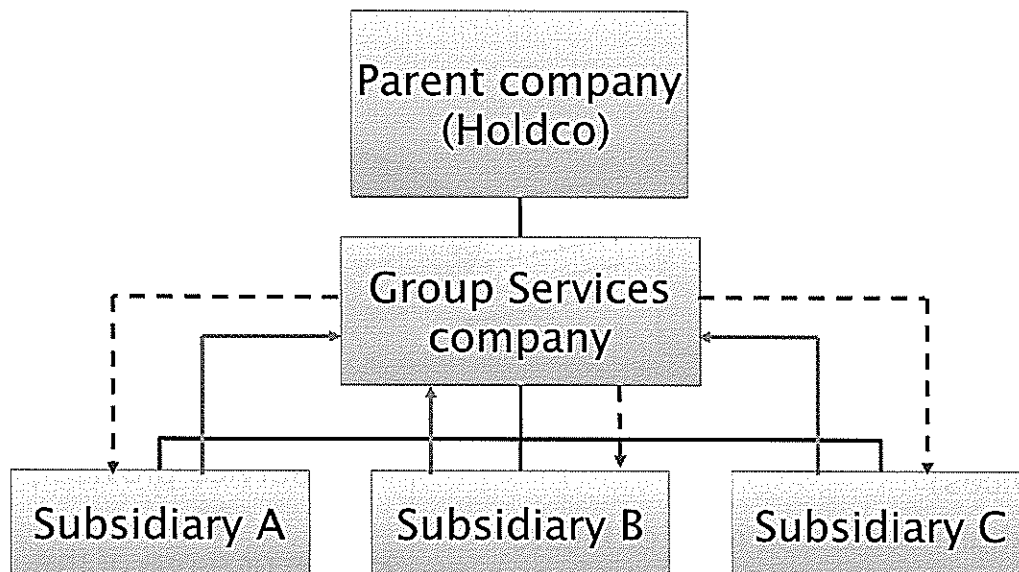 Parent company
(Holdco)
Group Services
company
Subsidiary A
Subsidiary B
Subsidiary C